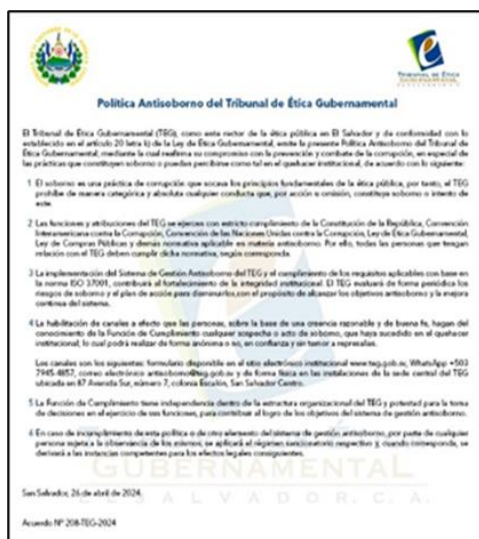 TRIBUNAL DE ÉTICA
GUBERNAMENTAL
Política Antisoborno del Tribunal de Ética Gubernamental
El Tribunal de Ética Gubernamental (TEG), como ente rector de la ética pública en El Salvador y de conformidad con lo
establecido en el artículo 20 letra k) de la Ley de Ética Gubernamental, emite la presente Política Antisoborno del Tribunal de
Ética Gubernamental, mediante la cual reafirma su compromiso con la prevención y combate de la corrupción, en especial de
las prácticas que constituyen soborno o puedan percibirse como tal en el quehacer institucional, de acuerdo con lo siguiente:
1 El soborno es una práctica de corrupción que socava los principios fundamentales de la ética pública, por tanto, el TEG
prohíbe de manera categórica y absoluta cualquier conducta que, por acción u omisión, constituya soborno o intento de
este.
2 Las funciones y atribuciones del TEG se ejercen con estricto cumplimiento de la Constitución de la República, Convención
Interamericana contra la Corrupción, Convención de las Naciones Unidas contra la Corrupción, Ley de Ética Gubernamental,
Ley de Compras Públicas y demás normativa aplicable en materia antisoborno. Por ello, todas las personas que tengan
relación con el TEG deben cumplir dicha normativa, según corresponda.
3 La implementación del Sistema de Gestión Antisoborno del TEG y el cumplimiento de los requisitos aplicables con base en
la norma ISO 37001, contribuirá al fortalecimiento de la integridad institucional. El TEG evaluará de forma periódica los
riesgos de soborno y el plan de acción para disminuirlos, con el propósito de alcanzar los objetivos antisoborno y la mejora
continua del sistema.
4 La habilitación de canales a efecto que las personas, sobre la base de una creencia razonable y de buena fe, hagan del
conocimiento de la Función de Cumplimiento cualquier sospecha o acto de soborno, que haya sucedido en el quehacer
institucional, lo cual podrá realizar de forma anónima o no, en confianza y sin temor a represalias.
Los canales son los siguientes: formulario disponible en el sitio electrónico institucional www.teg.gob.sv, WhatsApp +503
7945-4857, correo electrónico antisoborno@teg.gob.sv y de forma física en las instalaciones de la sede central del TEG
ubicada en 87 Avenida Sur, número 7, colonia Escalón, San Salvador Centro.
5 La Función de Cumplimiento tiene independencia dentro de la estructura organizacional del TEG y potestad para la toma
de decisiones en el ejercicio de sus funciones, para contribuir al logro de los objetivos del sistema de gestión antisoborno.
6 En caso de incumplimiento de esta política o de otro elemento del sistema de gestión antisoborno, por parte de cualquier
persona sujeta a la observancia de los mismos, se aplicará el régimen sancionatorio respectivo y, cuando corresponda, se
derivará a las instancias competentes para los efectos legales consiguientes.
GUBERNAMENTAL
EL SALVADOR, C. A.
San Salvador, 26 de abril de 2024.
Acuerdo N° 208-TEG-2024